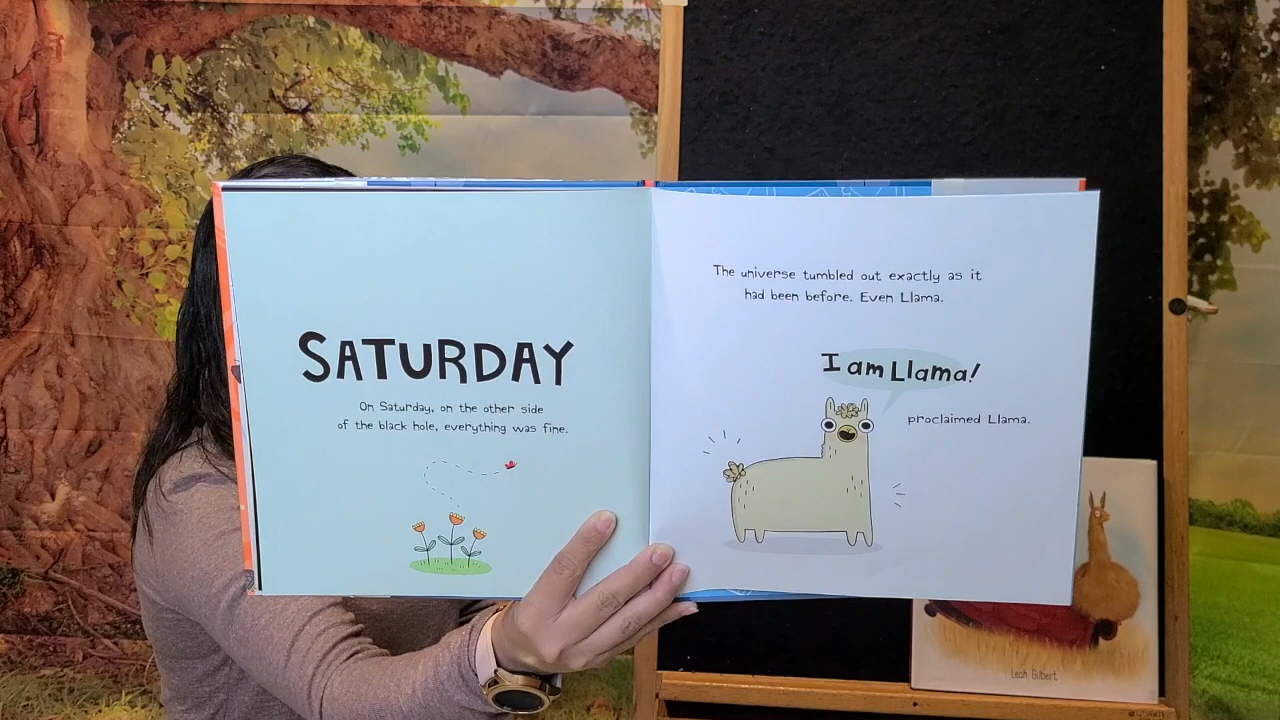 SATURDAY
On Saturday, on the other side
of the black hole, everything was fine.
The universe tumbled out exactly as it
had been before. Even Llama.
I am Llama!
proclaimed Llama.
Leah Gilbert